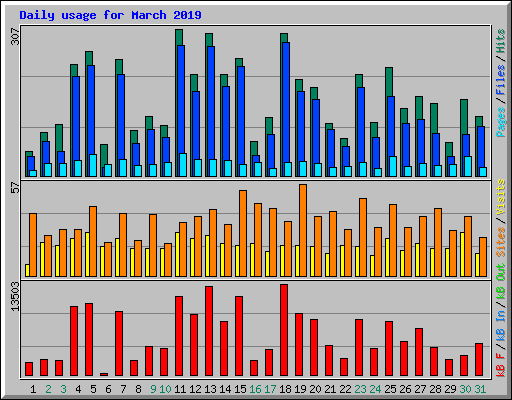 Daily usage for March 2019
307
Pages / Files / Hits
57
Sites / Visits
13503
kB F / kB In / kB Out
1 2 3 4 5 6 7 8 9 10 11 12 13 14 15 16 17 18 19 20 21 22 23 24 25 26 27 28 29 30 31